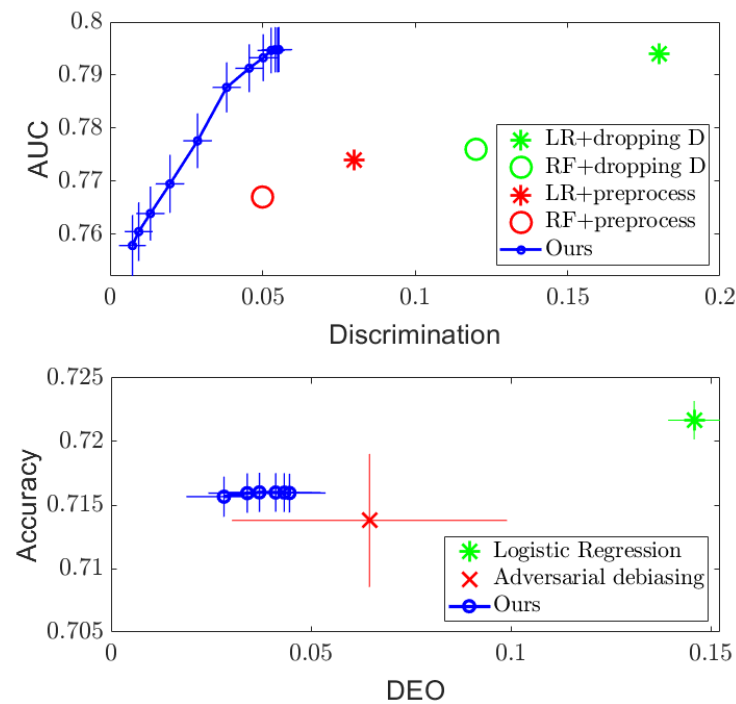 0.8
0.79
0.78
0.77
0.76
AUC
LR+dropping D
RF+dropping D
LR+preprocess
RF+preprocess
Ours
0 0.05 0.1 0.15 0.2
Discrimination
0.725
0.72
0.715
0.71
0.705
Accuracy
Logistic Regression
Adversarial debiasing
Ours
0 0.05 0.1 0.15
DEO